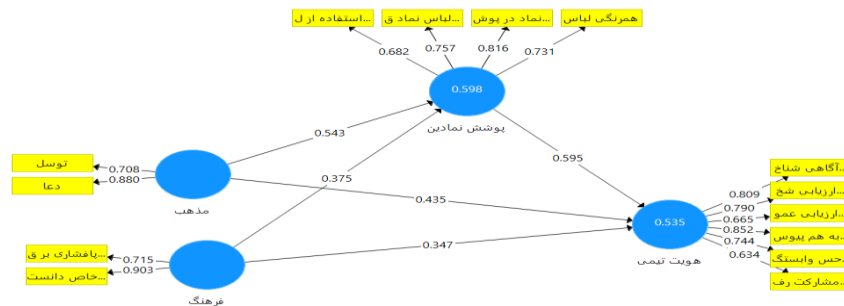 استفاده از ل...
لباس نماد ق...
نماد در پوش...
همرنگی لباس
0.682
0.757
0.816
0.731
0.598
پوشش نمادین
0.543
0.375
0.595
توسل
0.708
دعا
0.880
مذهب
0.435
0.347
پافشاری بر ق...
0.715
خاص دانست...
0.903
فرهنگ
0.535
هویت تیمی
0.809
آگاهی شناخ...
0.790
ارزیابی شخ...
0.665
ارزیابی عمو...
0.852
به هم پیوس...
0.744
حس وابستگ...
0.634
مشارکت رف...